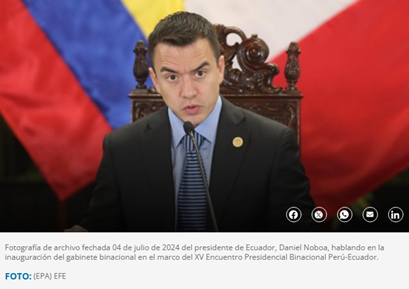 Fotografía de archivo fechada 04 de julio de 2024 del presidente de Ecuador, Daniel Noboa, hablando en la
inauguración del gabinete binacional en el marco del XV Encuentro Presidencial Binacional Perú-Ecuador.
FOTO: (EPA) EFE